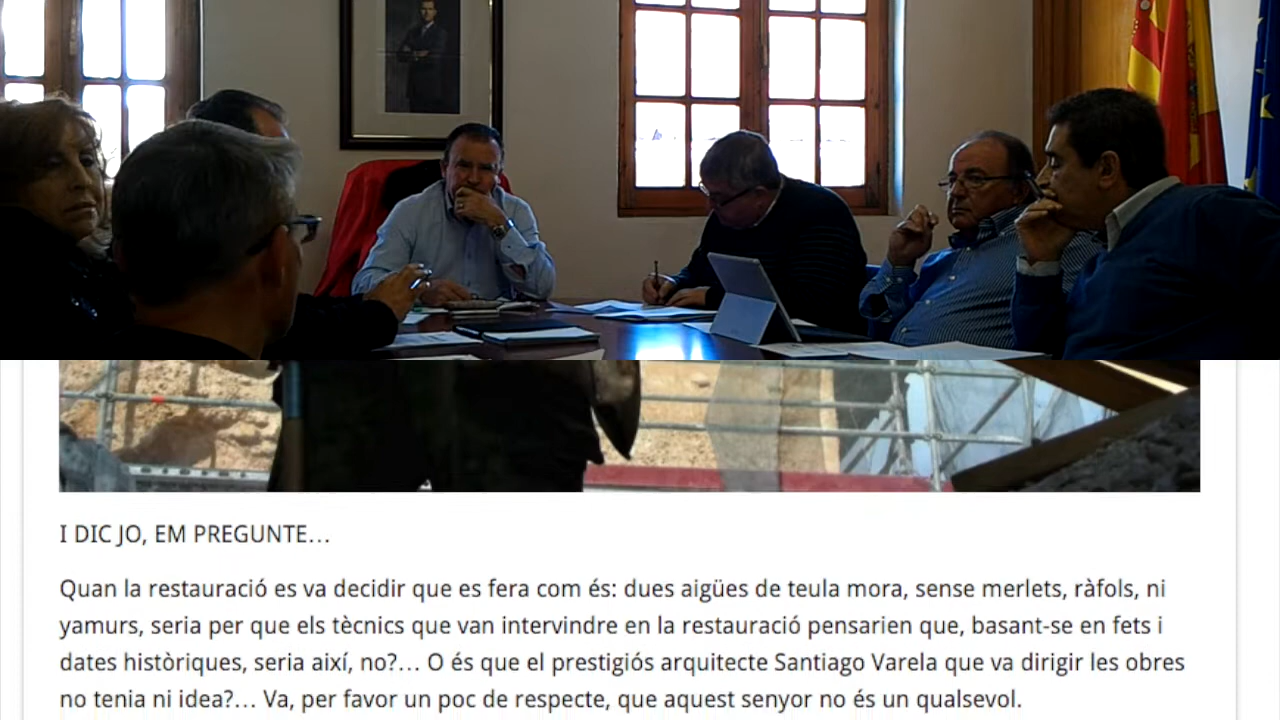 I DIC JO, EM PREGUNTE...
Quan la restauració es va decidir que es fera com és: dues aigües de teula mora, sense merlets, ràfols, ni
yamurs, seria per que els tècnics que van intervindre en la restauració pensarien que, basant-se en fets i
dates històriques, seria així, no?... O és que el prestigiós arquitecte Santiago Varela que va dirigir les obres
no tenia ni idea?... Va, per favor un poc de respecte, que aquest senyor no és un qualsevol.